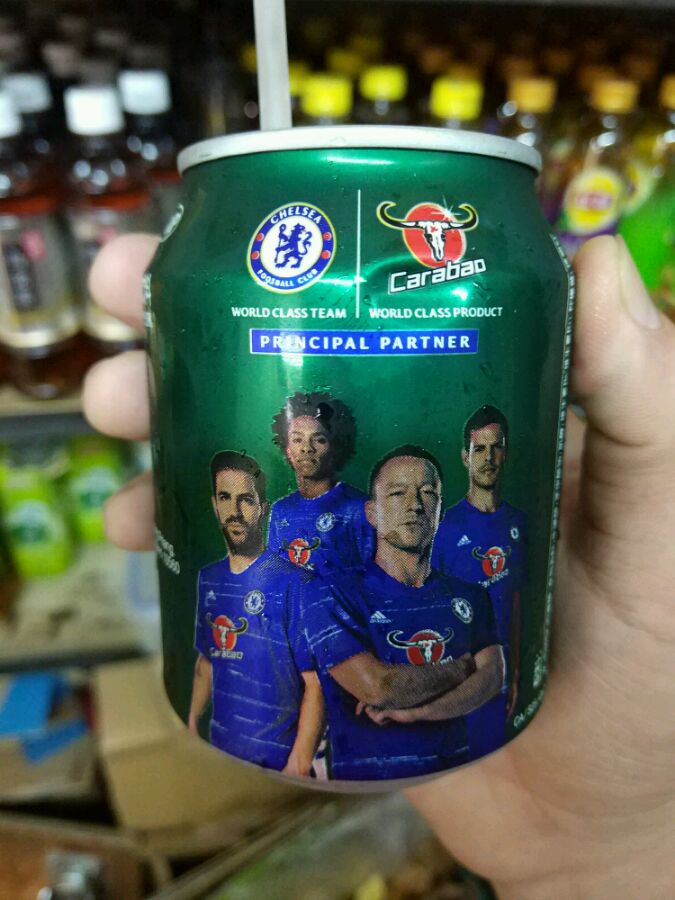 CHELSEA
FOOTBALL CLUB
Carabao
WORLD CLASS TEAM
WORLD CLASS PRODUCT
PRINCIPAL PARTNER
Carabao